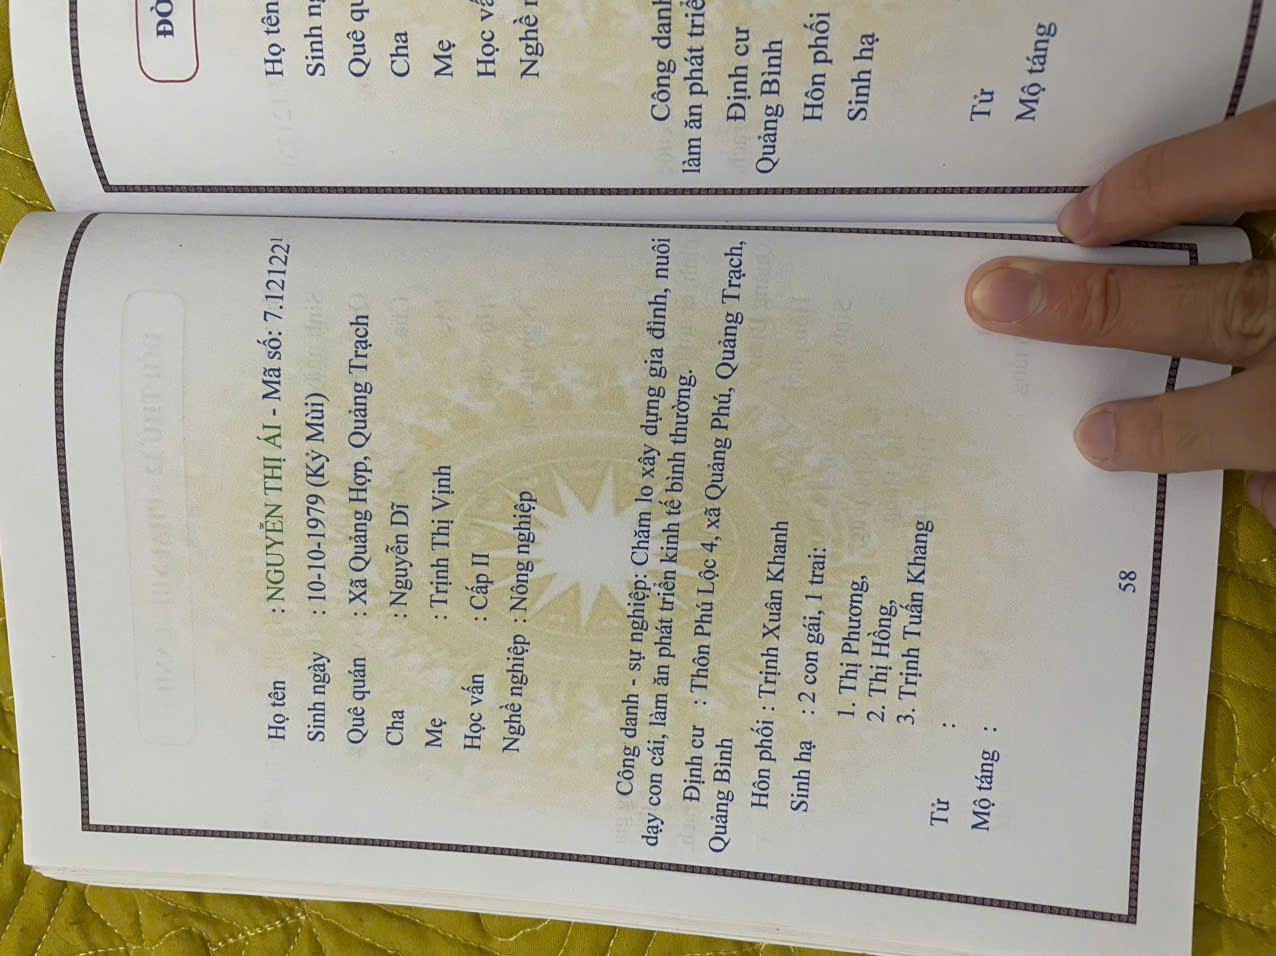 Họ tên : NGUYỄN THỊ ÁI - Mã số: 7.121221
Sinh ngày : 10-10-1979 (Kỷ Mùi)
Quê quán : Xã Quảng Hợp, Quảng Trạch
Cha : Nguyễn Dĩ
Mẹ : Trịnh Thị Vịnh
Học vấn : Cấp II
Nghề nghiệp : Nông nghiệp
Công danh - sự nghiệp: Chăm lo xây dựng gia đình, nuôi
dạy con cái, làm ăn phát triển kinh tế bình thường.
Định cư : Thôn Phú Lộc 4, xã Quảng Phú, Quảng Trạch,
Quảng Bình
Hôn phối : Trịnh Xuân Khanh
Sinh hạ : 2 con gái, 1 trai:
1. Thị Phương,
2. Thị Hồng,
3. Trịnh Tuấn Khang
Tử :
Mộ táng :
58
Họ tên
Sinh
Quê
Cha
Mẹ
Học
Nghề
Công
làm ăn phát
Định cư
Quảng Bình
Hôn phối
Sinh hạ
Tử
Mộ táng